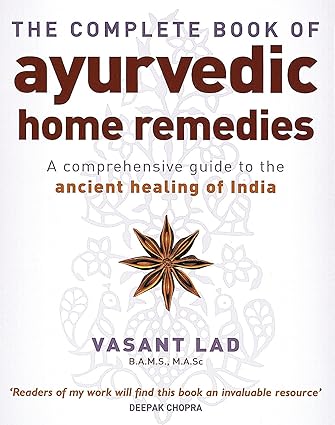 THE COMPLETE BOOK OF
ayurvedic
home remedies
A comprehensive guide to the
ancient healing of India
VASANT LAD
B.A.M.S., M.A.Sc
‘Readers of my work will find this book an invaluable resource’
DEEPAK CHOPRA